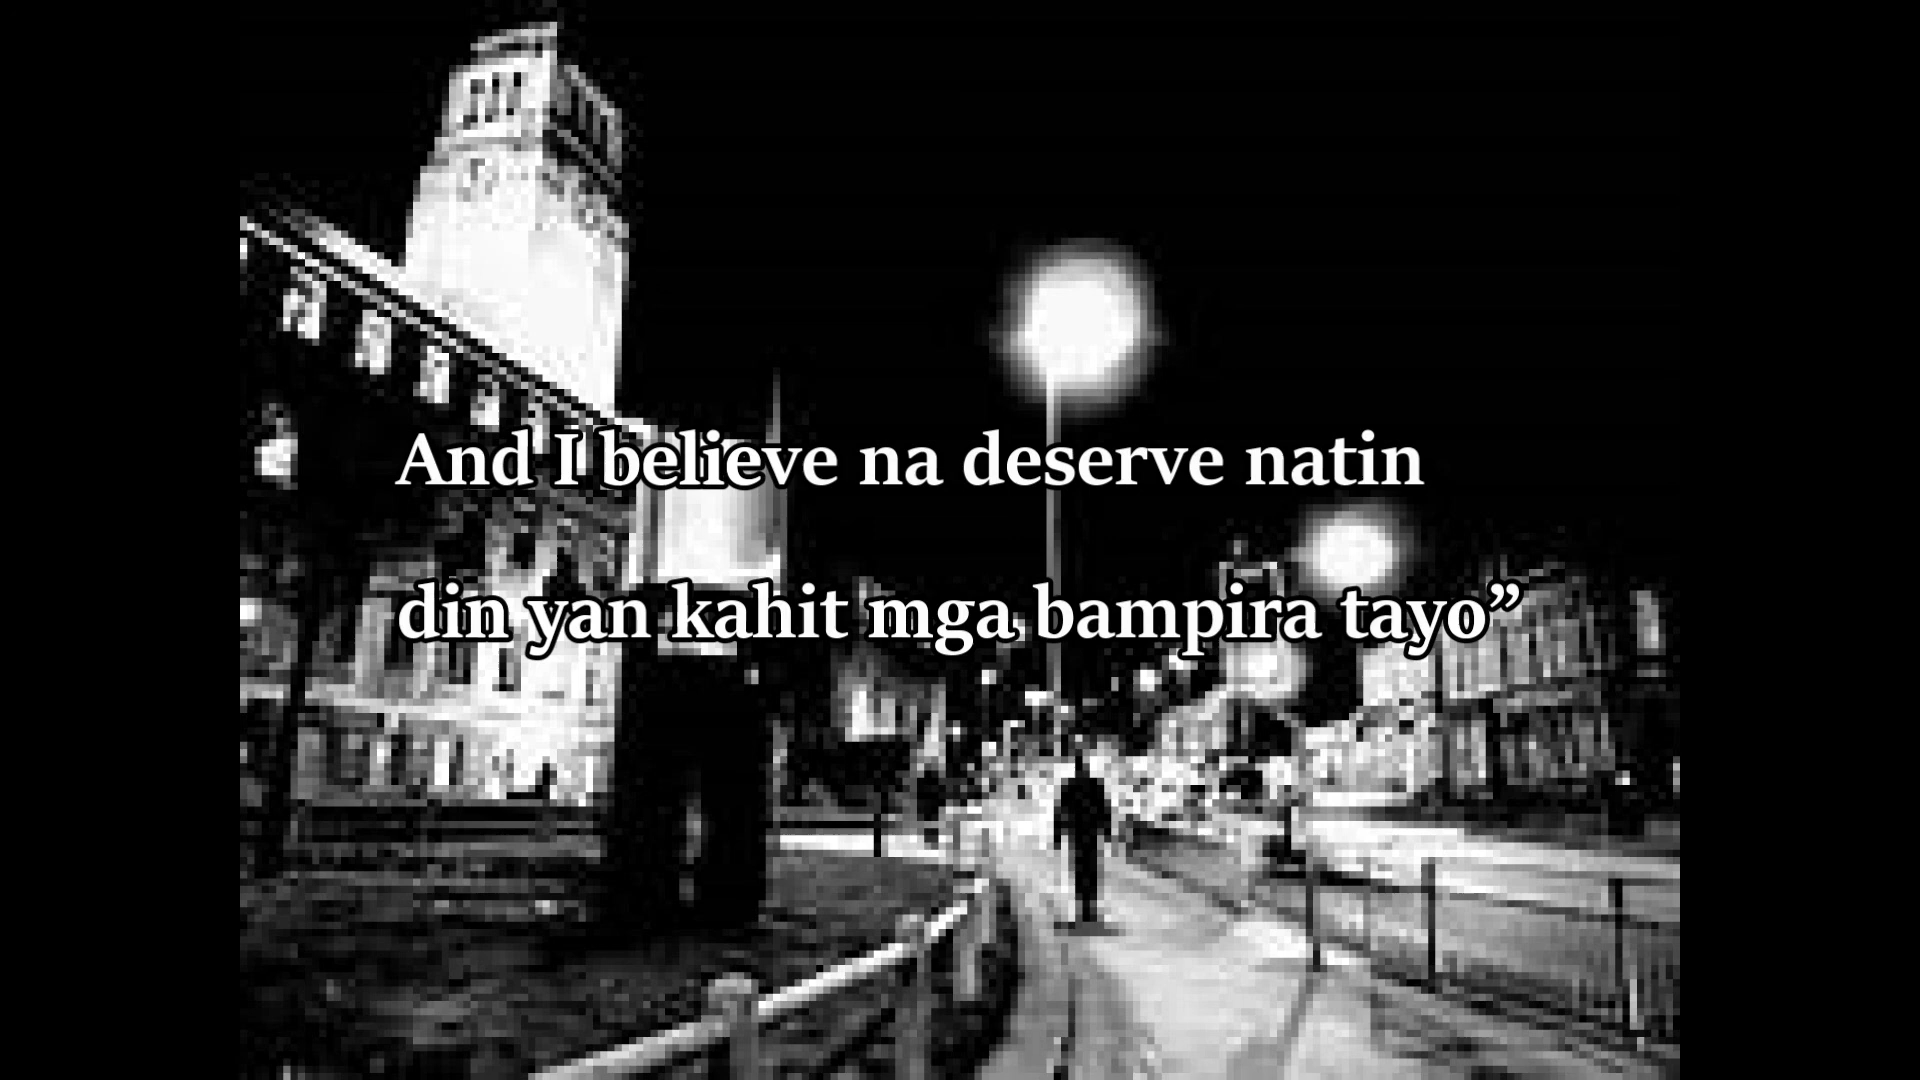 And I believe na deserve natin
din yan kahit mga bampira tayo”